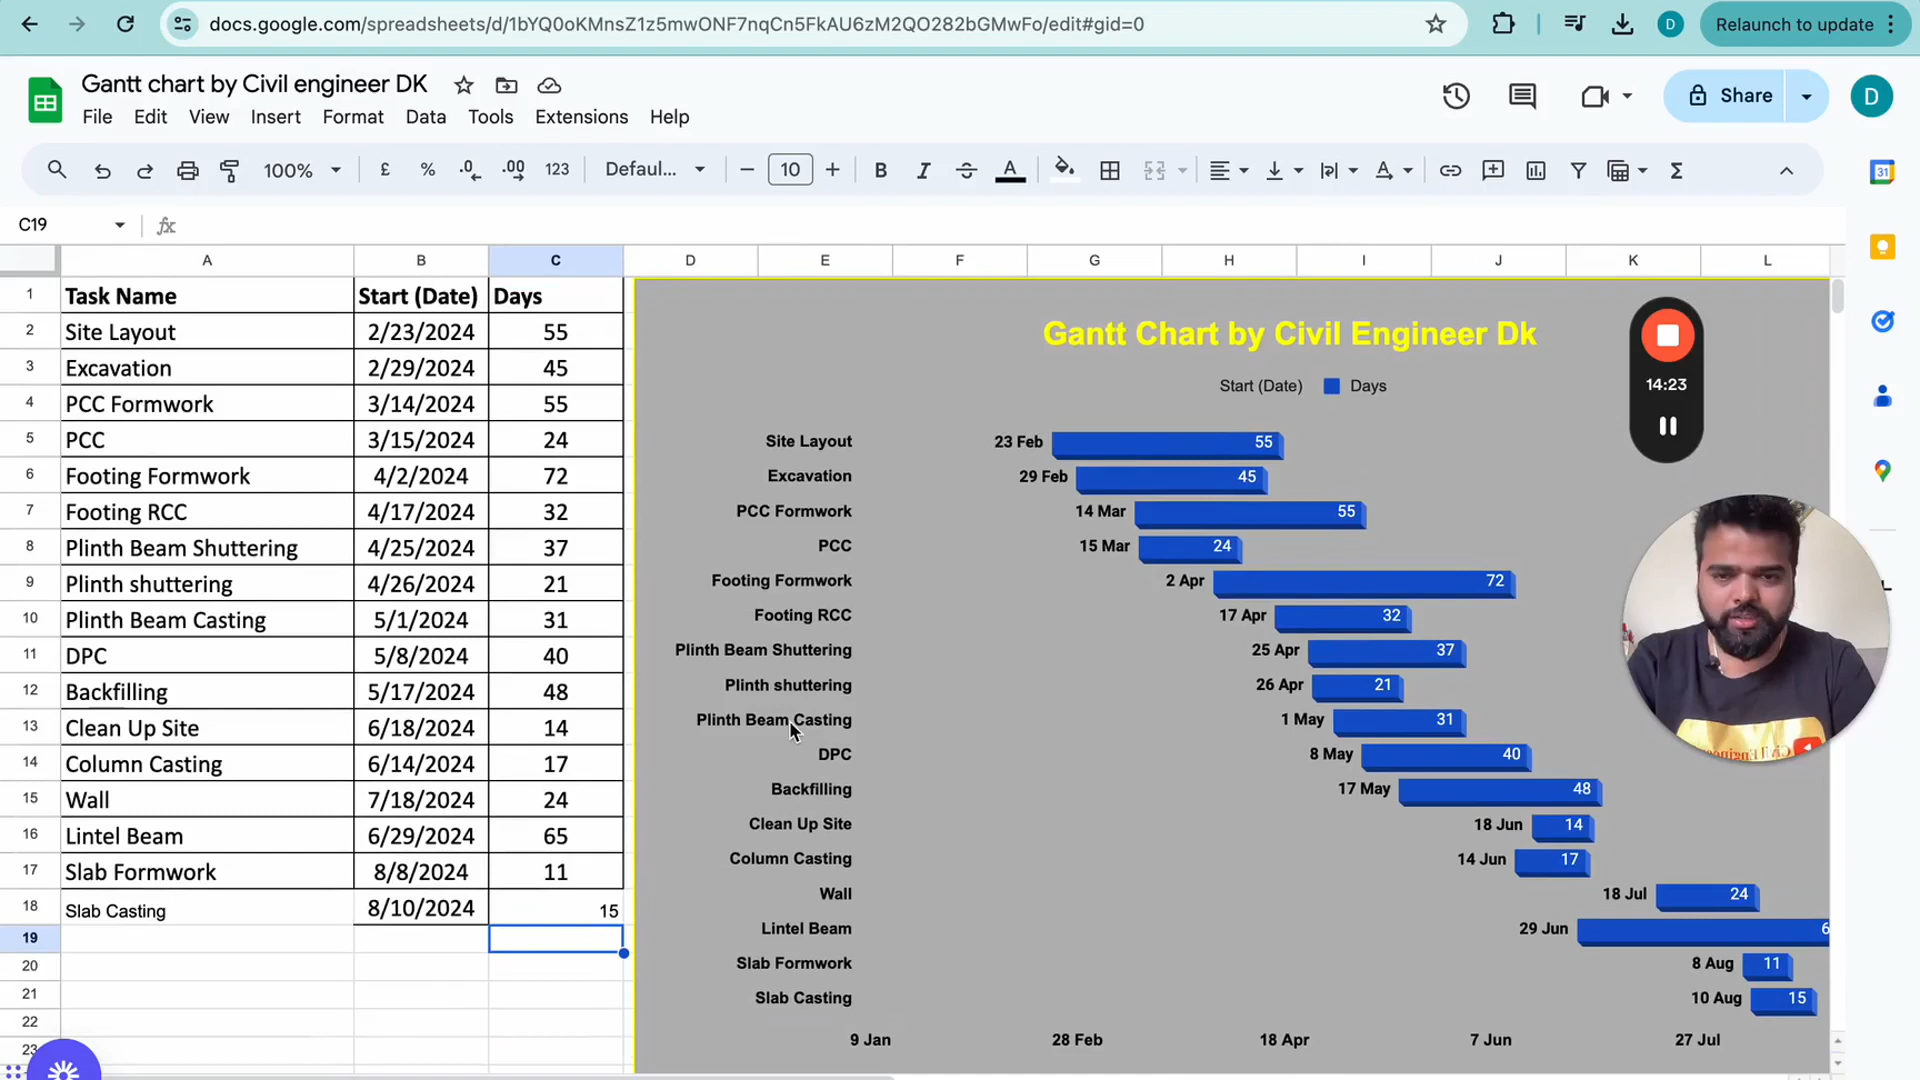 docs.google.com/spreadsheets/d/1bYQ0oKMnsZ1z5mwONF7nqCn5FkAU6zM2QO282bGMwFo/edit#gid=0
D
Relaunch to update
Gantt chart by Civil engineer DK
File Edit View Insert Format Data Tools Extensions Help
Share
D
100%
£ % .0 .00 123
Defaul...
10
B I A
31
C19
fx
A B C D E F G H I J K L
1 Task Name Start (Date) Days
2 Site Layout 2/23/2024 55
3 Excavation 2/29/2024 45
4 PCC Formwork 3/14/2024 55
5 PCC 3/15/2024 24
6 Footing Formwork 4/2/2024 72
7 Footing RCC 4/17/2024 32
8 Plinth Beam Shuttering 4/25/2024 37
9 Plinth shuttering 4/26/2024 21
10 Plinth Beam Casting 5/1/2024 31
11 DPC 5/8/2024 40
12 Backfilling 5/17/2024 48
13 Clean Up Site 6/18/2024 14
14 Column Casting 6/14/2024 17
15 Wall 7/18/2024 24
16 Lintel Beam 6/29/2024 65
17 Slab Formwork 8/8/2024 11
18 Slab Casting 8/10/2024 15
19
20
21
22
23
Gantt Chart by Civil Engineer Dk
Start (Date) Days
Site Layout 23 Feb 55
Excavation 29 Feb 45
PCC Formwork 14 Mar 55
PCC 15 Mar 24
Footing Formwork 2 Apr 72
Footing RCC 17 Apr 32
Plinth Beam Shuttering 25 Apr 37
Plinth shuttering 26 Apr 21
Plinth Beam Casting 1 May 31
DPC 8 May 40
Backfilling 17 May 48
Clean Up Site 18 Jun 14
Column Casting 14 Jun 17
Wall 18 Jul 24
Lintel Beam 29 Jun 6
Slab Formwork 8 Aug 11
Slab Casting 10 Aug 15
9 Jan 28 Feb 18 Apr 7 Jun 27 Jul
14:23